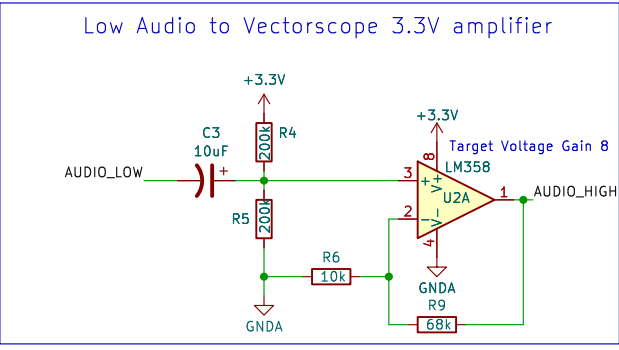 Low Audio to Vectorscope 3.3V amplifier
+3.3V
+3.3V
C3
10uF
+
R4
200k
Target Voltage Gain 8
LM358
8
V+
AUDIO_LOW
3
+
U2A
1
AUDIO_HIGH
R5
200k
2
-
V-
4
R6
10k
GNDA
R9
68k
GNDA